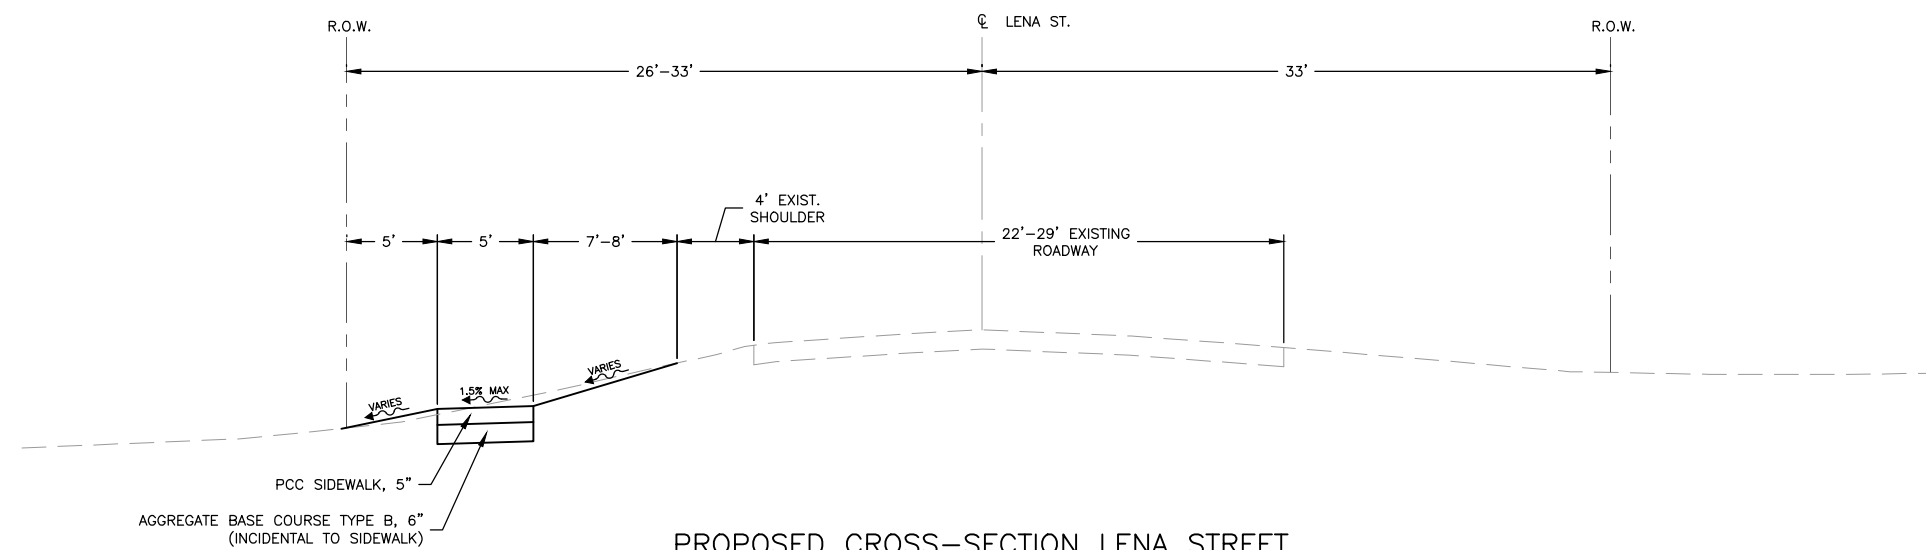 R.O.W.
℄ LENA ST.
R.O.W.
26'-33'
33'
4' EXIST.
SHOULDER
5'
5'
7'-8'
22'-29' EXISTING
ROADWAY
VARIES
1.5% MAX
VARIES
PCC SIDEWALK, 5"
AGGREGATE BASE COURSE TYPE B, 6"
(INCIDENTAL TO SIDEWALK)
PROPOSED CROSS-SECTION LENA STREET